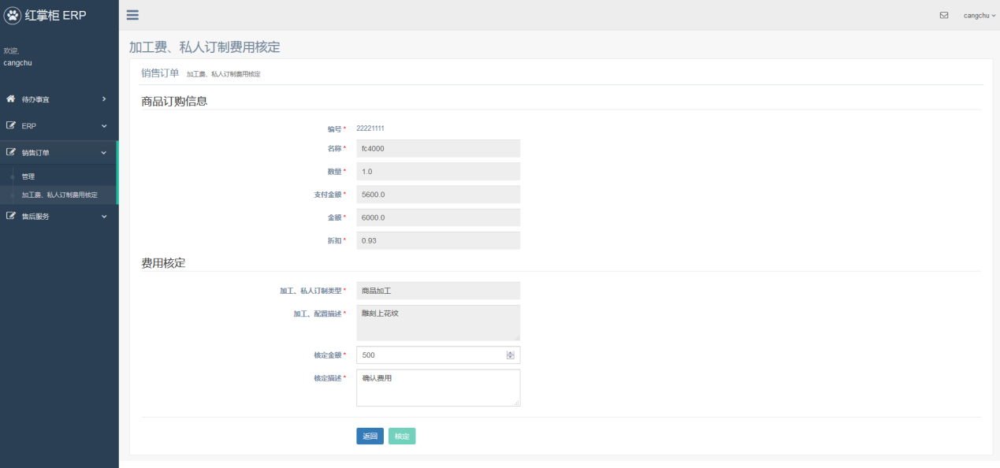 红掌柜 ERP
cangchu
欢迎,
cangchu
待办事宜
ERP
销售订单
管理
加工费、私人订制费用核定
售后服务
加工费、私人订制费用核定
销售订单 加工费、私人订制费用核定
商品订购信息
编号 * 22221111
名称 * fc4000
数量 * 1.0
支付金额 * 5600.0
金额 * 6000.0
折扣 * 0.93
费用核定
加工、私人订制类型 * 商品加工
加工、配置描述 * 雕刻上花纹
核定金额 * 500
核定描述 * 确认费用
返回 核定